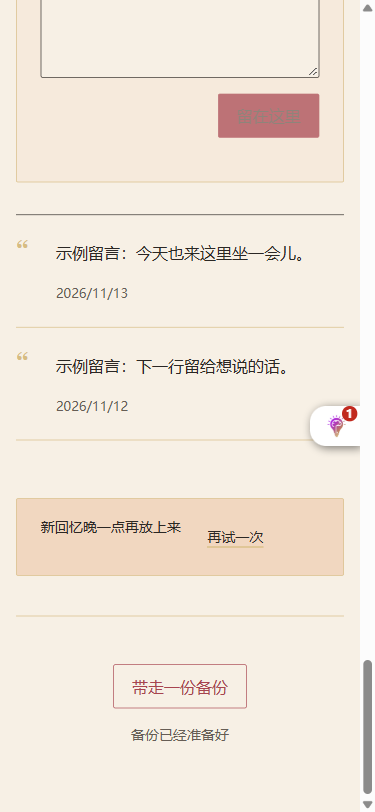 示例留言：今天也来这里坐一会儿。
2026/11/13
示例留言：下一行留给想说的话。
2026/11/12
1
新回忆晚一点再放上来
再试一次
带走一份备份
备份已经准备好